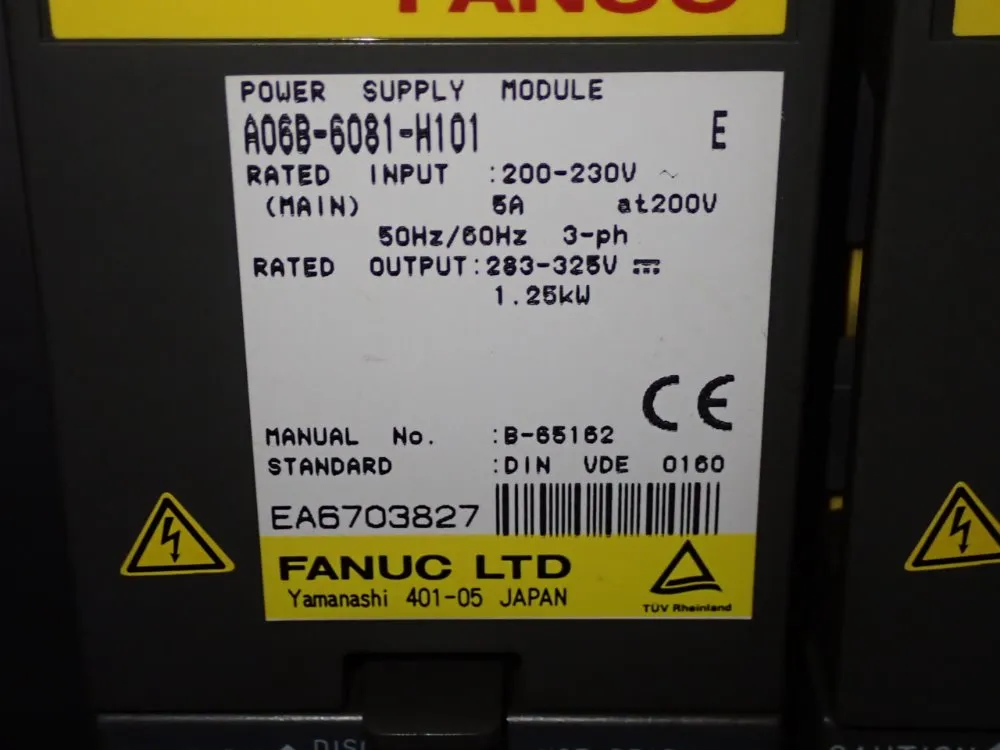 FANUC
POWER SUPPLY MODULE
A06B-6081-H101 E
RATED INPUT :200-230V ~
(MAIN) 5A at200V
50Hz/60Hz 3-ph
RATED OUTPUT:283-325V ⎓
1.25kW
CE
MANUAL No. :B-65162
STANDARD :DIN VDE 0160
EA6703827
FANUC LTD
Yamanashi 401-05 JAPAN
TÜV Rheinland